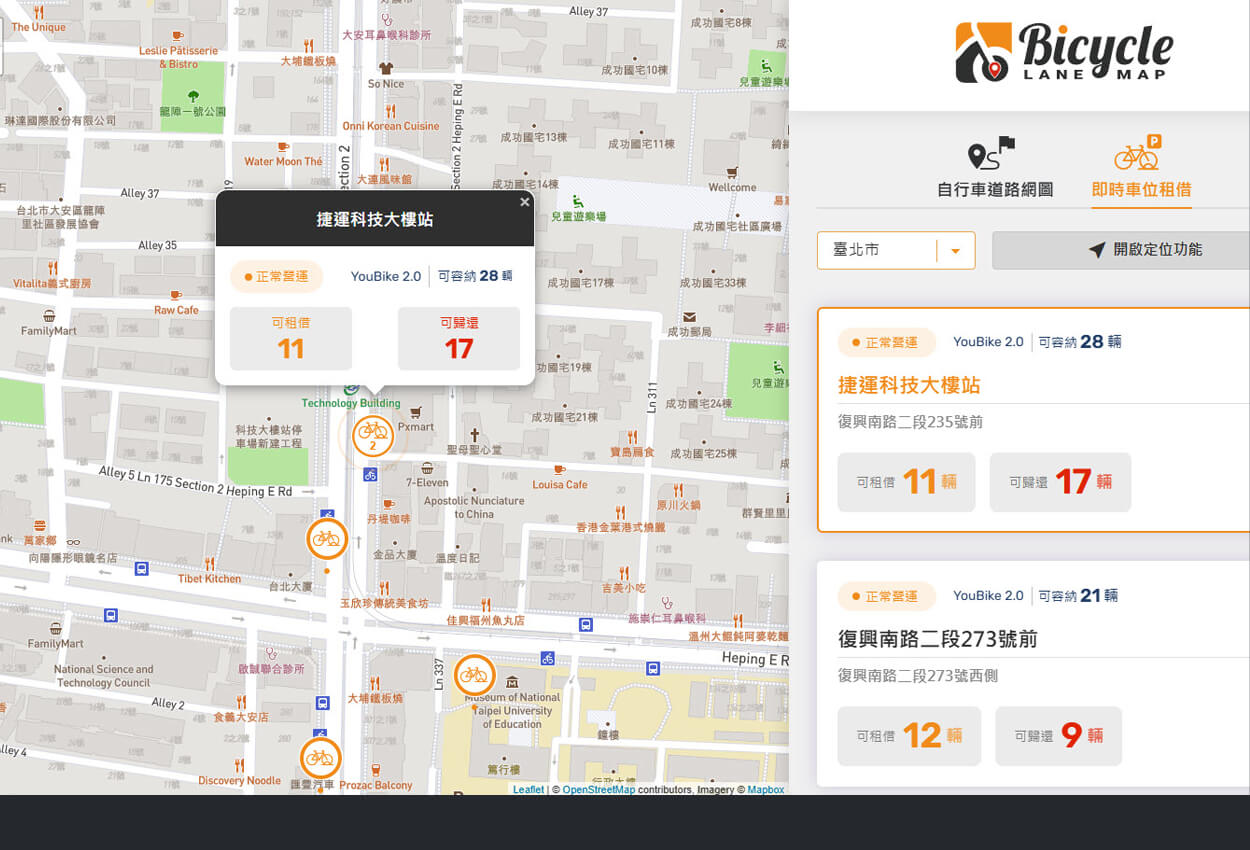 Alley 37
The Unique
大安耳鼻喉科診所
成功國宅8棟
Leslie Pâtisserie
& Bistro
大埔鐵板燒
So Nice
成功國宅10棟
龍陣一號公園
琳達國際股份有限公司
Onni Korean Cuisine
Section 2 Heping E Rd
成功國宅13棟
成功國宅11棟
Water Moon Thé
大連風味館
成功國宅14棟
Welcome
Alley 37
台北市大安區龍陣
里社區發展協會
兒童遊樂場
成功國宅社區廣場
Alley 35
Vitalita義式廚房
Raw Cafe
FamilyMart
成功國宅17棟
成功國宅33棟
成功郵局
捷運科技大樓站
×
正常營運
YouBike 2.0
可容納 28 輛
可租借
11
可歸還
17
成功國宅19棟
Technology Building
Ln 311
成功國宅24棟
科技大樓站停
車場新建工程
2
Pxmart
成功國宅21棟
聖母聖心堂
寶島扁食
成功國宅25棟
7-Eleven
Louisa Cafe
Alley 5 Ln 175 Section 2 Heping E Rd
Apostolic Nunciature
to China
原川火鍋
丹堤咖啡
香港金葉港式燒臘
萬家鄉
向陽隱形眼鏡名店
金品大廈
溫度日記
Tibet Kitchen
台北大廈
吉美小吃
玉欣珍傳統美食坊
佳興福州魚丸店
施崇仁耳鼻喉科
溫州大餛飩阿婆乾麵
FamilyMart
Heping E R
National Science and
Technology Council
啟誠聯合診所
Ln 337
大埔鐵板燒
Museum of National
Taipei University
of Education
Alley 2
食義大安店
鐘樓
篤行樓
Discovery Noodle
匯豐汽車
Prozac Balcony
Leaflet | © OpenStreetMap contributors, Imagery © Mapbox
Bicycle
LANE MAP
自行車道路網圖
P
即時車位租借
臺北市
開啟定位功能
正常營運
YouBike 2.0
可容納 28 輛
捷運科技大樓站
復興南路二段235號前
可租借 11 輛
可歸還 17 輛
正常營運
YouBike 2.0
可容納 21 輛
復興南路二段273號前
復興南路二段273號西側
可租借 12 輛
可歸還 9 輛